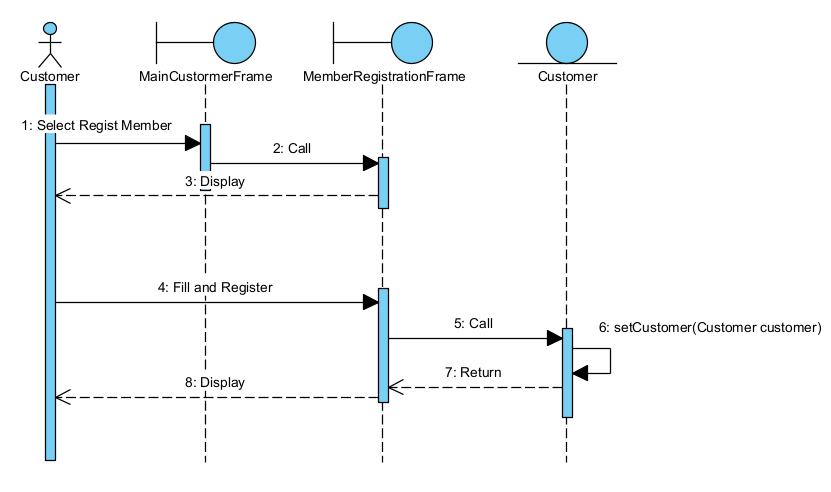 Customer
MainCustormerFrame
MemberRegistrationFrame
Customer
1: Select Regist Member
2: Call
3: Display
4: Fill and Register
5: Call
6: setCustomer(Customer customer)
7: Return
8: Display